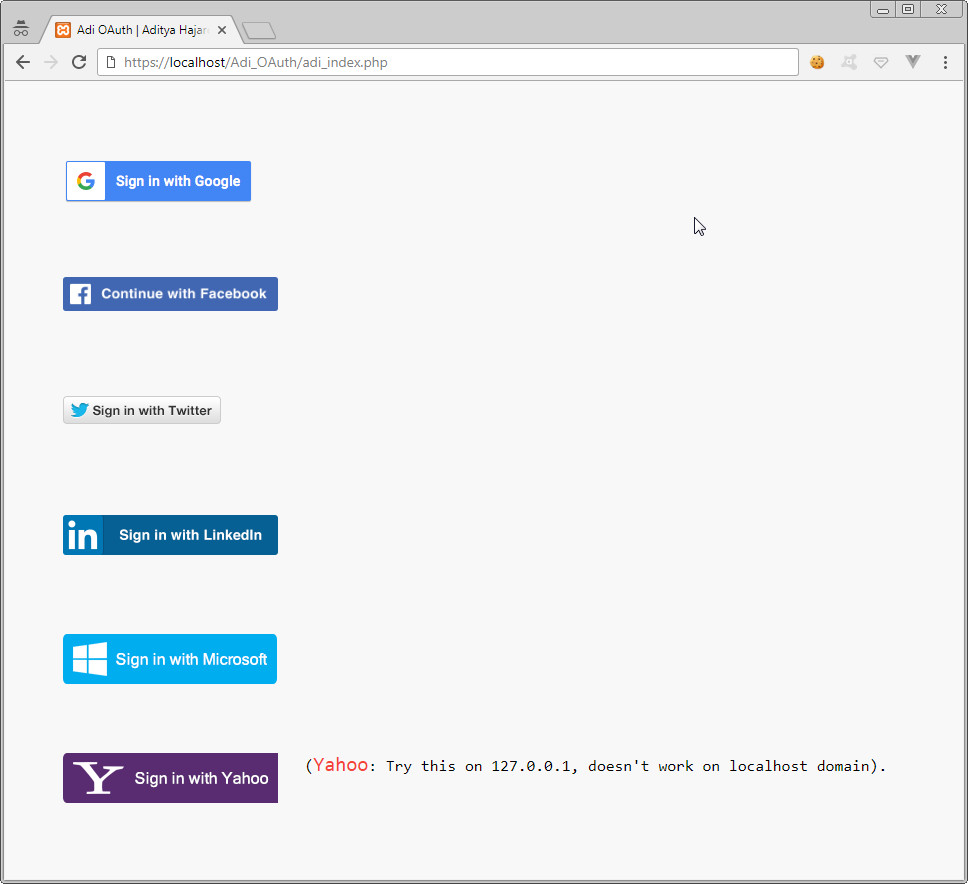 Adi OAuth | Aditya Hajar
https://localhost/Adi_OAuth/adi_index.php
Sign in with Google
Continue with Facebook
Sign in with Twitter
in Sign in with LinkedIn
Sign in with Microsoft
Y Sign in with Yahoo (Yahoo: Try this on 127.0.0.1, doesn't work on localhost domain).